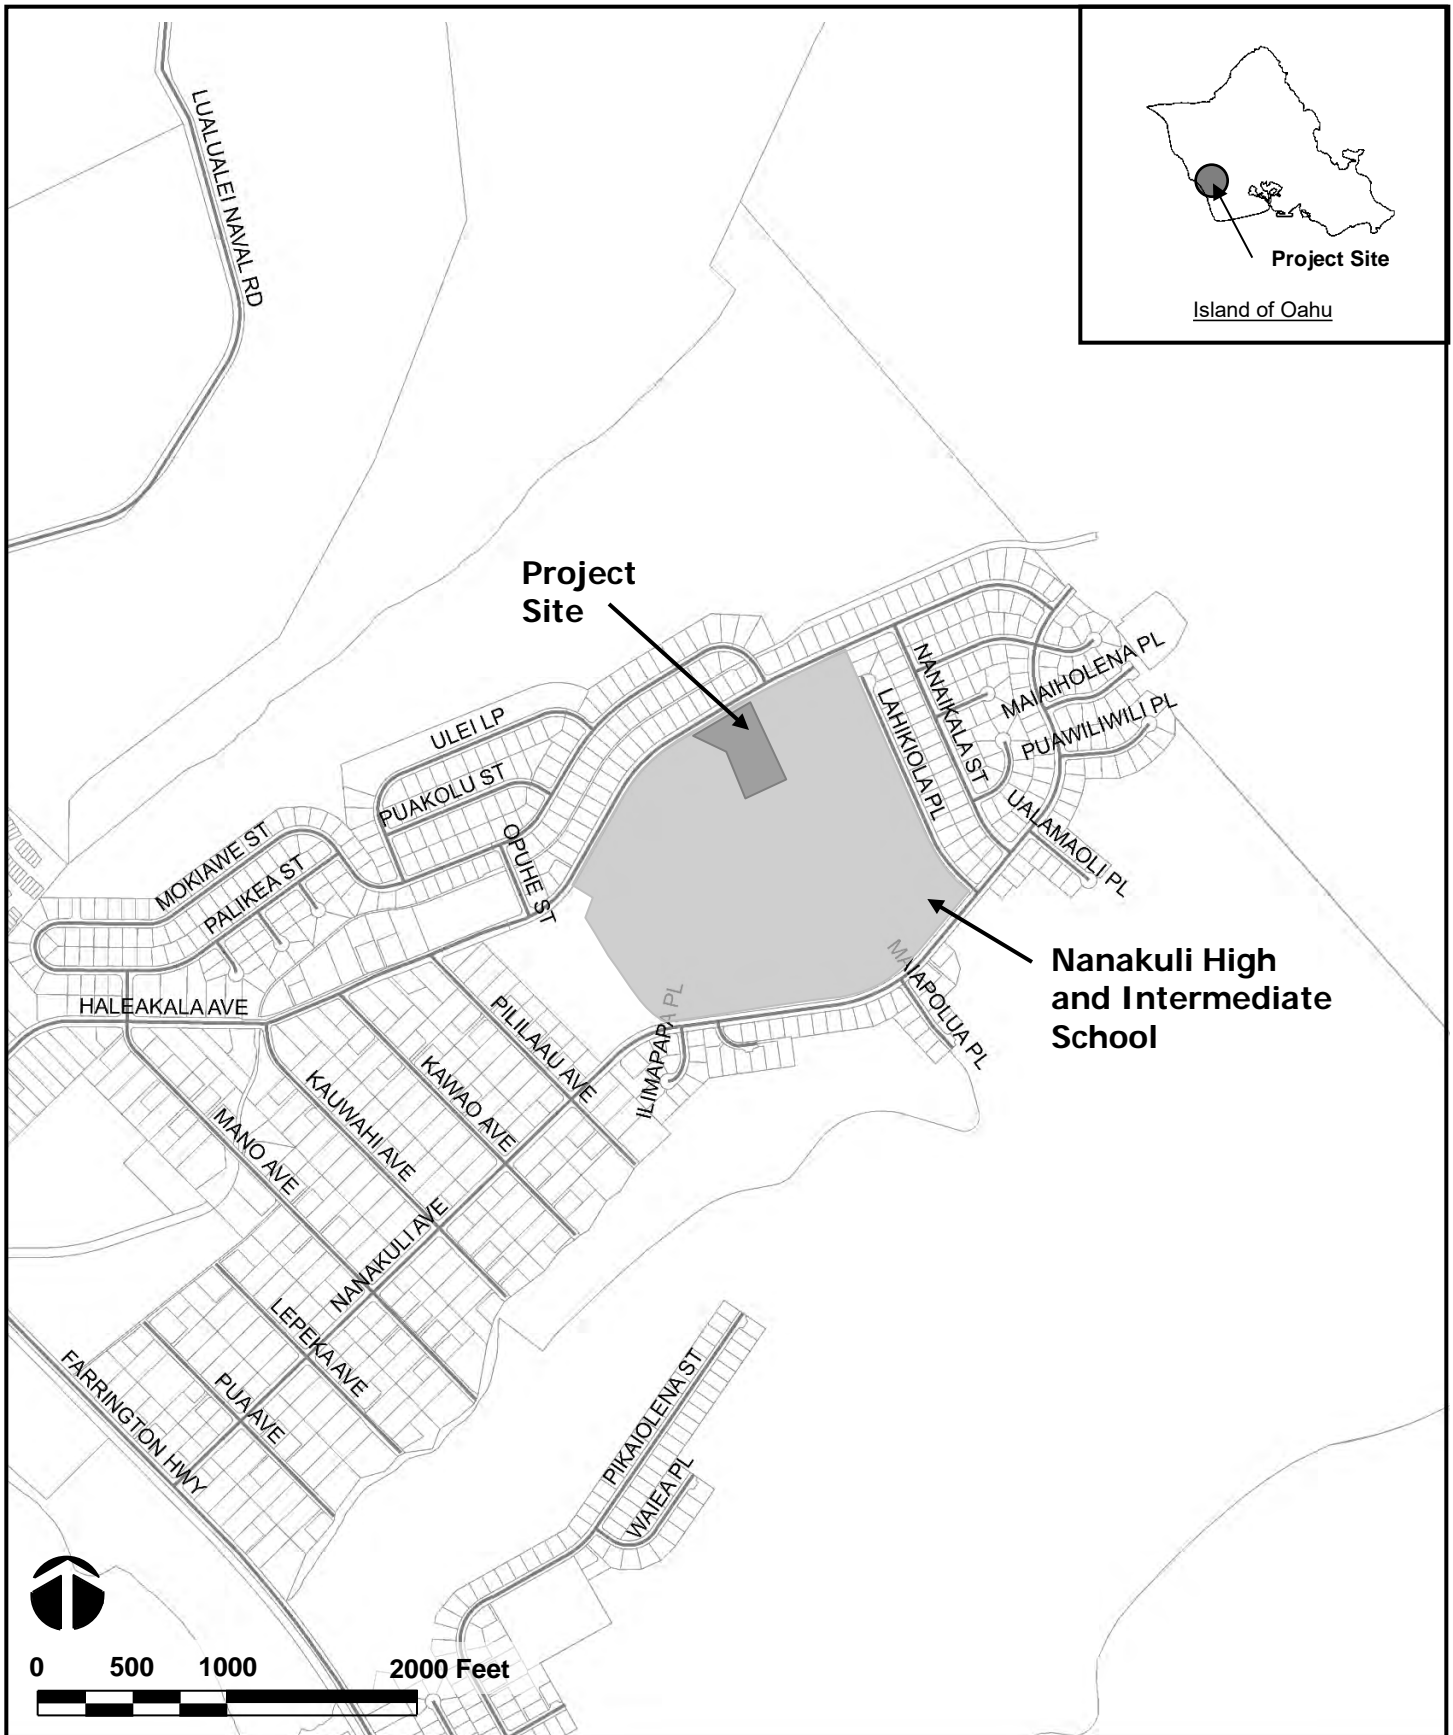 LUALUALEI NAVAL RD
Project Site
Island of Oahu
Project
Site
NANAIKALA ST
MAIAIHOLENA PL
LAHIKIOLA PL
PUAWILIWILI PL
ULEI LP
PUAKOLU ST
UALAMAOLI PL
OPUHE ST
MOKIAWE ST
PALIKEA ST
MAIAPOLUA PL
Nanakuli High
and Intermediate
School
HALEAKALA AVE
PILILAAU AVE
ILIMAPAPA PL
KAWAO AVE
KAUWAHI AVE
MANO AVE
NANAKULI AVE
LEPEKA AVE
PUA AVE
FARRINGTON HWY
PIKAIOLENA ST
WAIEA PL
0 500 1000 2000 Feet